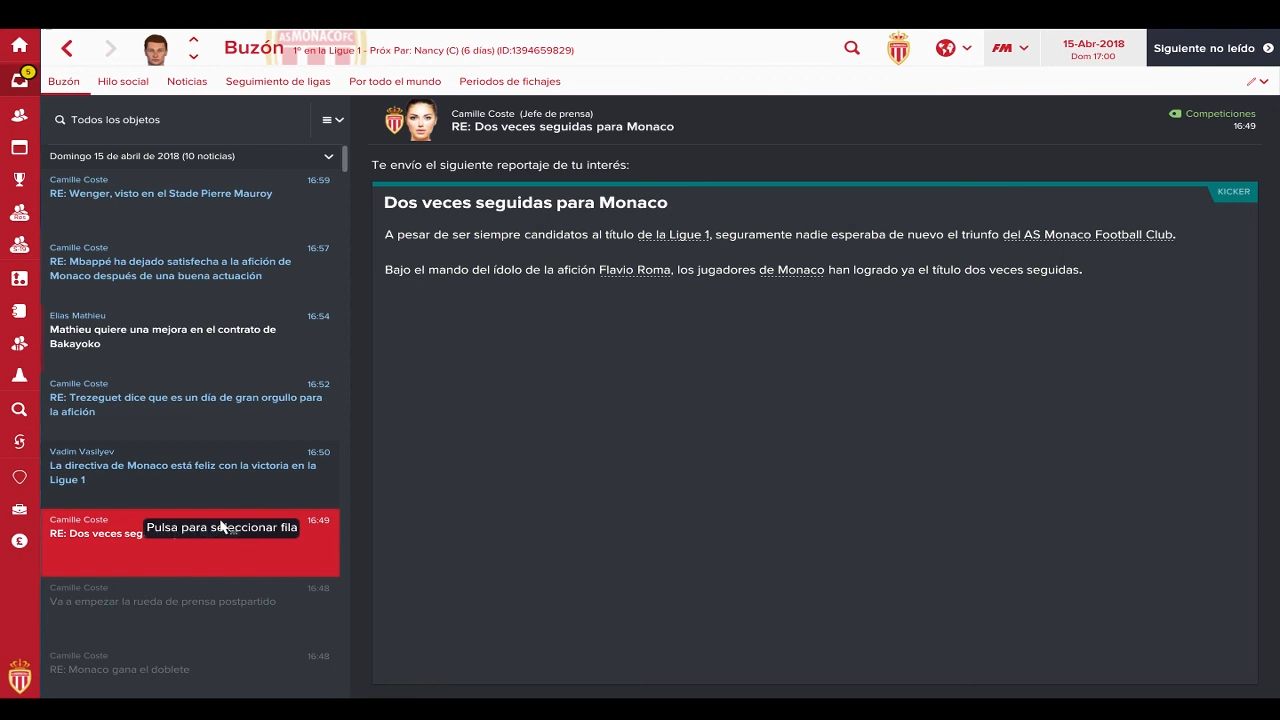 Buzón
1º en la Ligue 1 - Próx Par: Nancy (C) (6 días) (ID:1394659829)
AS MONACO FC
FM
15-Abr-2018
Dom 17:00
Siguiente no leído
5
Buzón
Hilo social
Noticias
Seguimiento de ligas
Por todo el mundo
Periodos de fichajes
Todos los objetos
Domingo 15 de abril de 2018 (10 noticias)
Camille Coste 16:59
RE: Wenger, visto en el Stade Pierre Mauroy
Camille Coste 16:57
RE: Mbappé ha dejado satisfecha a la afición de
Monaco después de una buena actuación
Elias Mathieu 16:54
Mathieu quiere una mejora en el contrato de
Bakayoko
Camille Coste 16:52
RE: Trezeguet dice que es un día de gran orgullo para
la afición
Vadim Vasilyev 16:50
La directiva de Monaco está feliz con la victoria en la
Ligue 1
Camille Coste 16:49
RE: Dos veces seg
Pulsa para seleccionar fila
Camille Coste 16:48
Va a empezar la rueda de prensa postpartido
Camille Coste 16:48
RE: Monaco gana el doblete
Camille Coste (Jefe de prensa)
RE: Dos veces seguidas para Monaco
Competiciones
16:49
Te envío el siguiente reportaje de tu interés:
KICKER
Dos veces seguidas para Monaco
A pesar de ser siempre candidatos al título de la Ligue 1, seguramente nadie esperaba de nuevo el triunfo del AS Monaco Football Club.
Bajo el mando del ídolo de la afición Flavio Roma, los jugadores de Monaco han logrado ya el título dos veces seguidas.